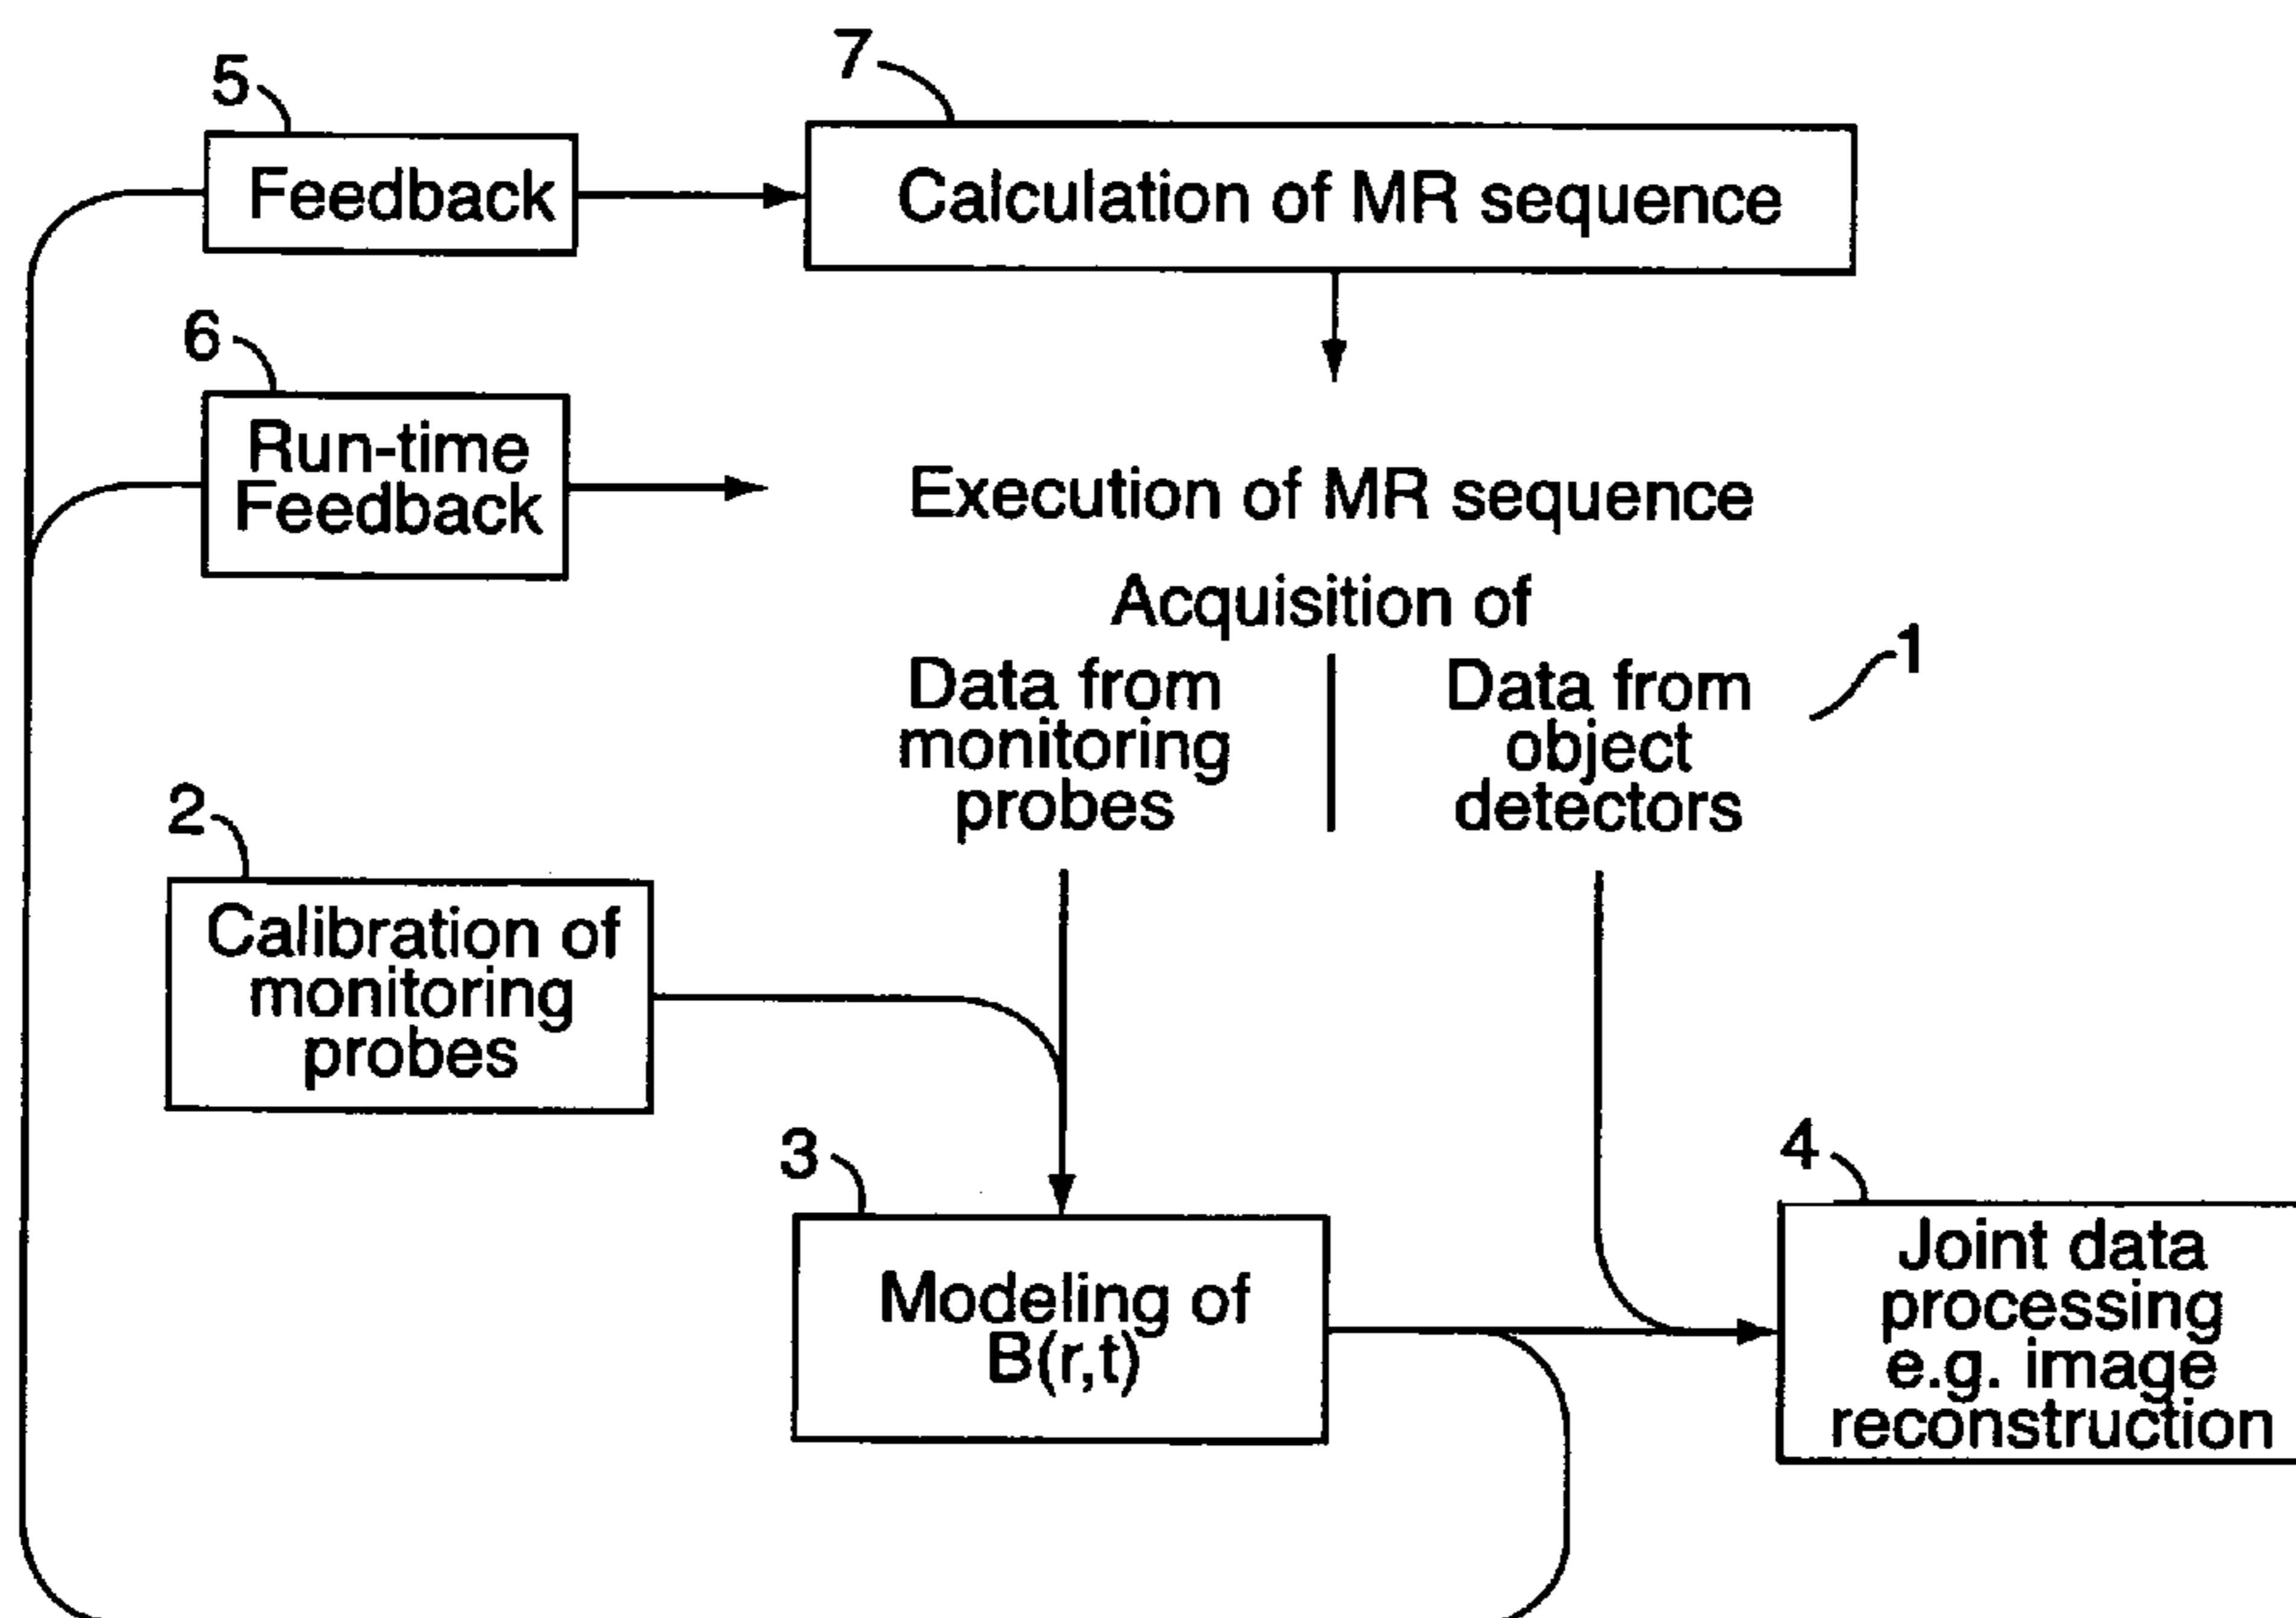 5
7
Feedback
Calculation of MR sequence
6
Run-time
Feedback
Execution of MR sequence
Acquisition of
1
Data from
monitoring
probes
Data from
object
detectors
2
Calibration of
monitoring
probes
3
Modeling of
B(r,t)
4
Joint data
processing
e.g. image
reconstruction